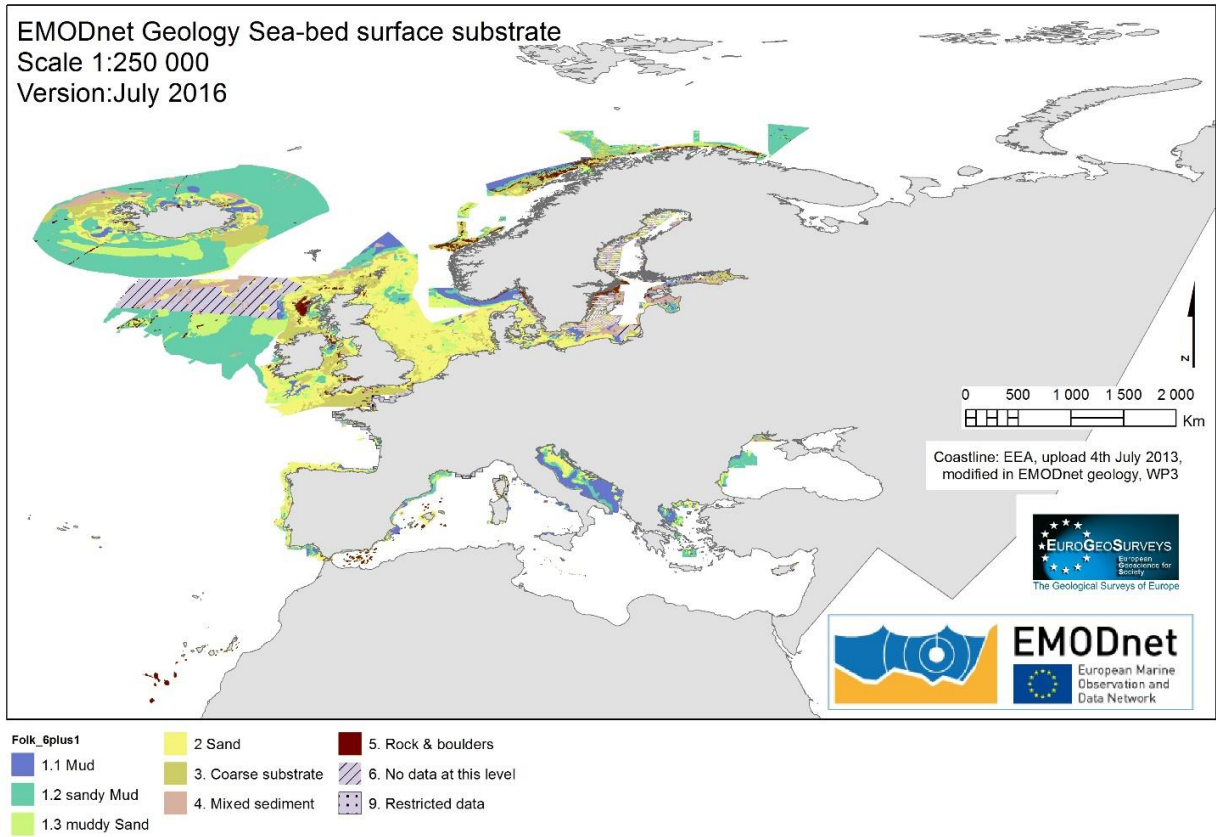 EMODnet Geology Sea-bed surface substrate
Scale 1:250 000
Version:July 2016
N
0 500 1 000 1 500 2 000
Km
Coastline: EEA, upload 4th July 2013,
modified in EMODnet geology, WP3
EUROGEOSURVEYS
European
Geoscience for
Society
The Geological Surveys of Europe
EMODnet
European Marine
Observation and
Data Network
Folk_6plus1
1.1 Mud
1.2 sandy Mud
1.3 muddy Sand
2 Sand
3. Coarse substrate
4. Mixed sediment
5. Rock & boulders
6. No data at this level
9. Restricted data